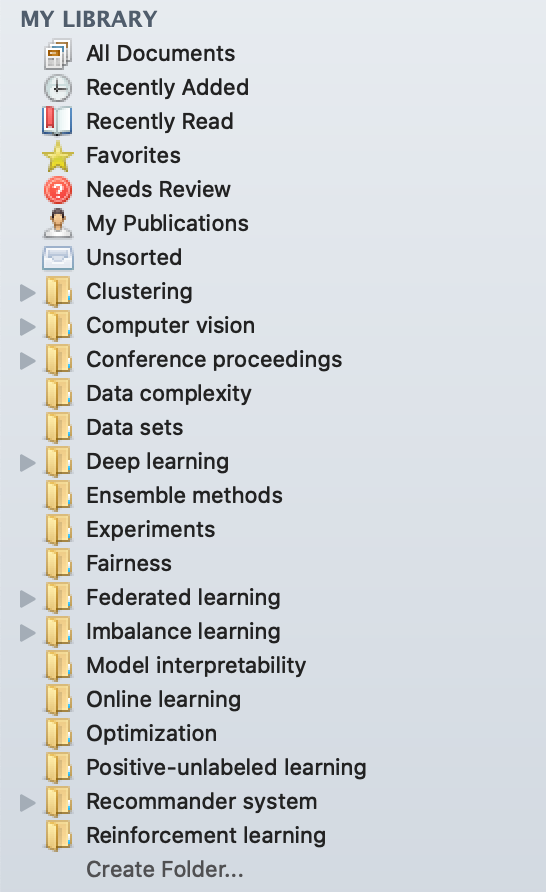 MY LIBRARY
All Documents
Recently Added
Recently Read
Favorites
Needs Review
My Publications
Unsorted
Clustering
Computer vision
Conference proceedings
Data complexity
Data sets
Deep learning
Ensemble methods
Experiments
Fairness
Federated learning
Imbalance learning
Model interpretability
Online learning
Optimization
Positive-unlabeled learning
Recommander system
Reinforcement learning
Create Folder...